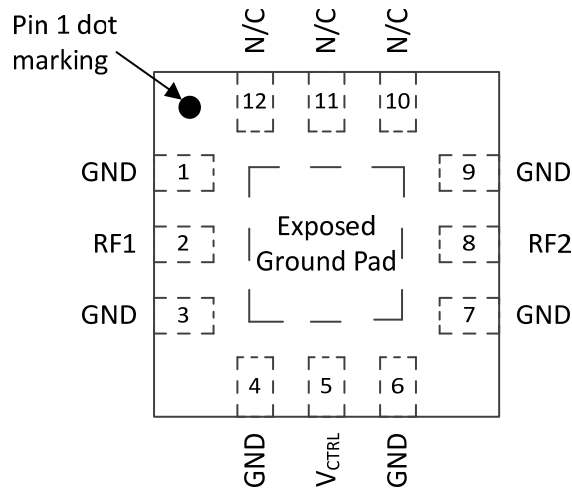 Pin 1 dot
marking
N/C
N/C
N/C
12
11
10
GND
1
9
GND
RF1
2
Exposed
Ground Pad
8
RF2
GND
3
7
GND
4
5
6
GND
VCTRL
GND